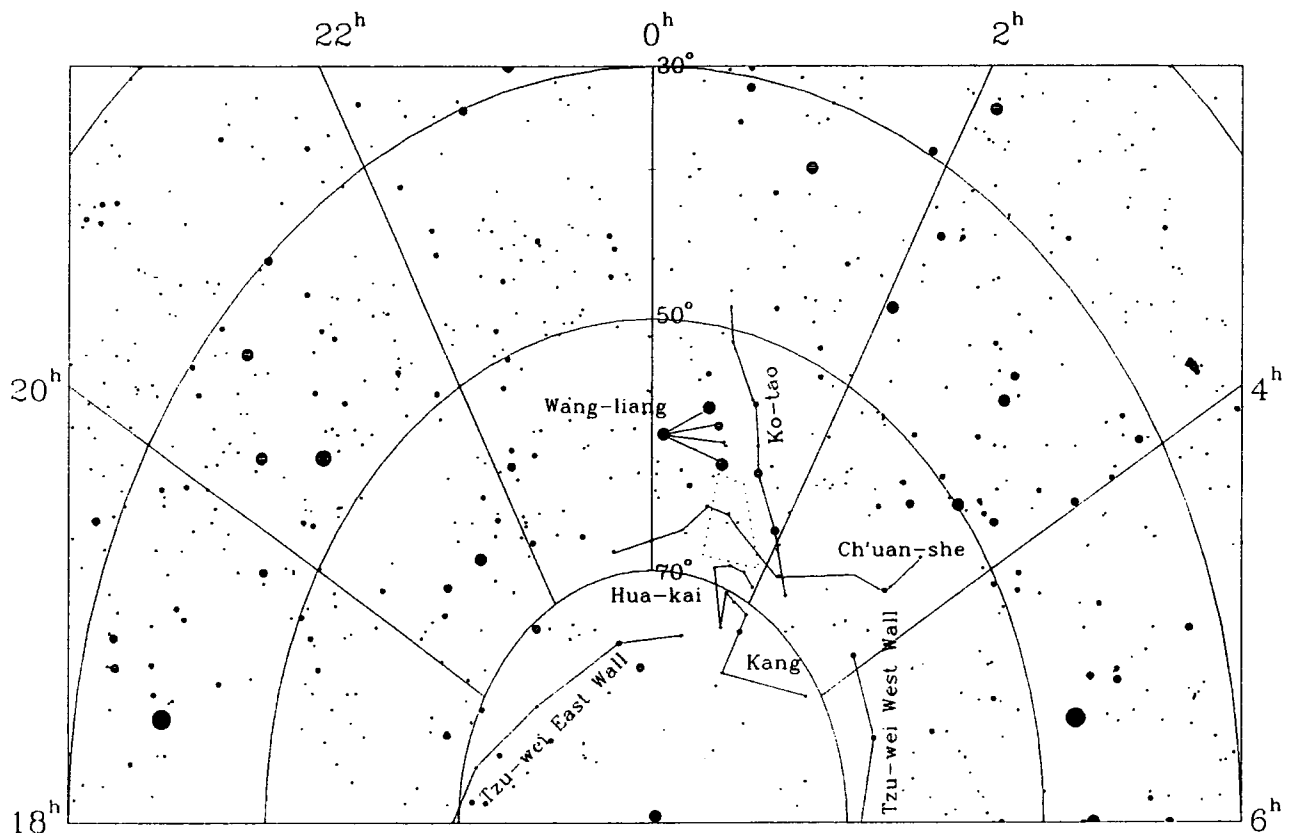 22h
0h
2h
30°
50°
20h
4h
Wang-liang
Ko-tao
Ch'uan-she
70°
Hua-kai
Kang
Tzu-wei East Wall
Tzu-wei West Wall
18h
6h